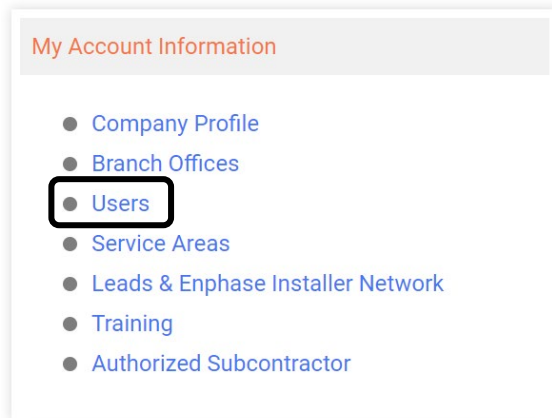 My Account Information
Company Profile
Branch Offices
Users
Service Areas
Leads & Enphase Installer Network
Training
Authorized Subcontractor